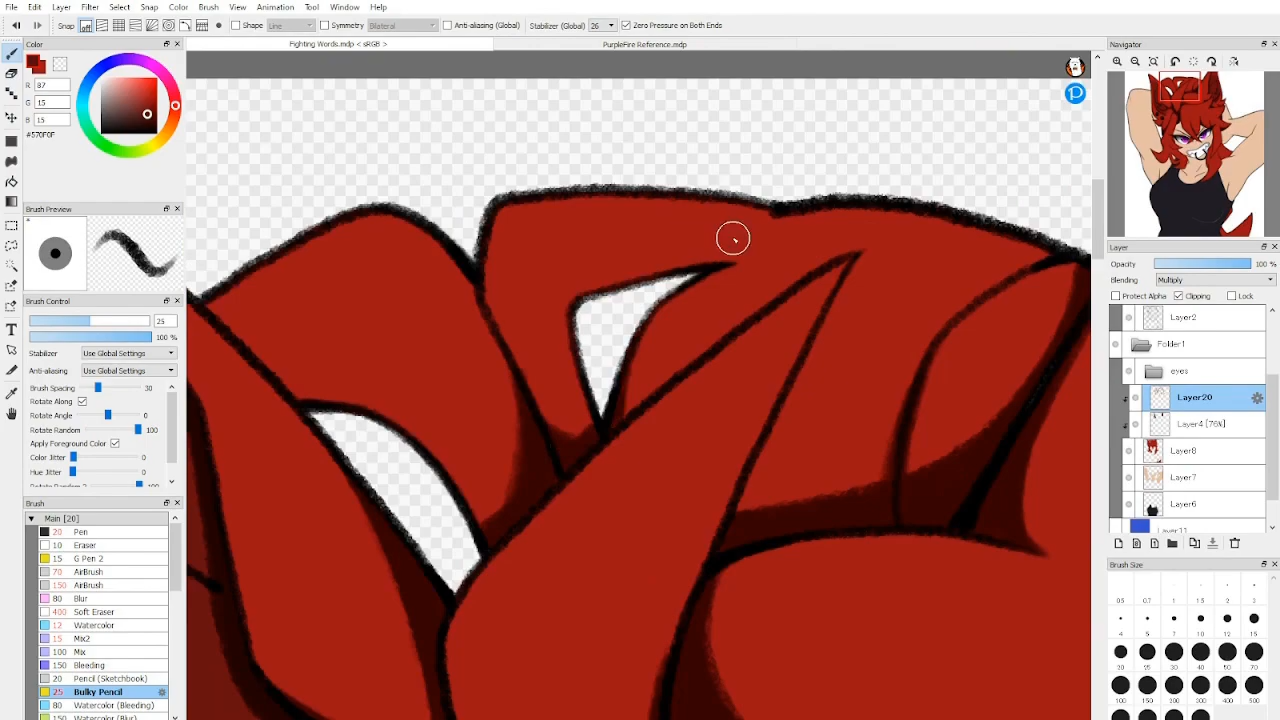 File Edit Layer Filter Select Snap Color Brush View Animation Tool Window Help
Snap Shape Line Symmetry Bilateral Anti-aliasing (Global) Stabilizer (Global) 26 Zero Pressure on Both Ends
Fighting Words.mdp < sRGB > PurpleFire Reference.mdp
Color
R 87
G 15
B 15
#570F0F
Brush Preview
Brush Control
25
100 %
Stabilizer Use Global Settings
Anti-aliasing Use Global Settings
Brush Spacing 30
Rotate Along
Rotate Angle 0
Rotate Random 100
Apply Foreground Color
Color Jitter 0
Hue Jitter 0
Brush
Main [20]
20 Pen
10 Eraser
15 G Pen 2
70 AirBrush
150 AirBrush
80 Blur
400 Soft Eraser
12 Watercolor
15 Mix2
100 Mix
150 Bleeding
20 Pencil (Sketchbook)
25 Bulky Pencil
80 Watercolor (Bleeding)
150 Watercolor (Blur)
Navigator
Layer
Opacity 100 %
Blending Multiply
Protect Alpha Clipping Lock
Layer2
Folder1
eyes
Layer20
Layer4 [76%]
Layer8
Layer7
Layer6
Layer11
Brush Size
0.5 0.7 1 1.5 2 3
4 5 7 10 12 15
20 25 30 40 50 70
100 150 200 300 400 500